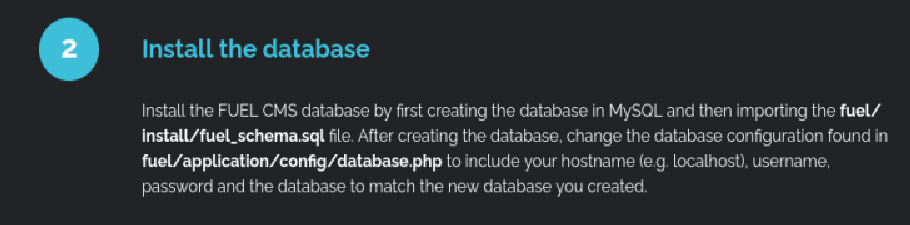 2
Install the database
Install the FUEL CMS database by first creating the database in MySQL and then importing the fuel/
install/fuel_schema.sql file. After creating the database, change the database configuration found in
fuel/application/config/database.php to include your hostname (e.g. localhost), username,
password and the database to match the new database you created.